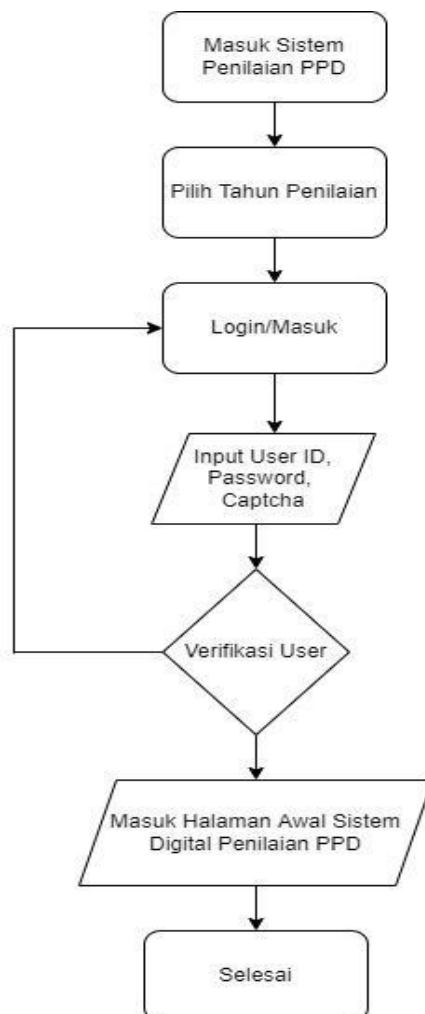 Masuk Sistem
Penilaian PPD
Pilih Tahun Penilaian
Login/Masuk
Input User ID,
Password,
Captcha
Verifikasi User
Masuk Halaman Awal Sistem
Digital Penilaian PPD
Selesai